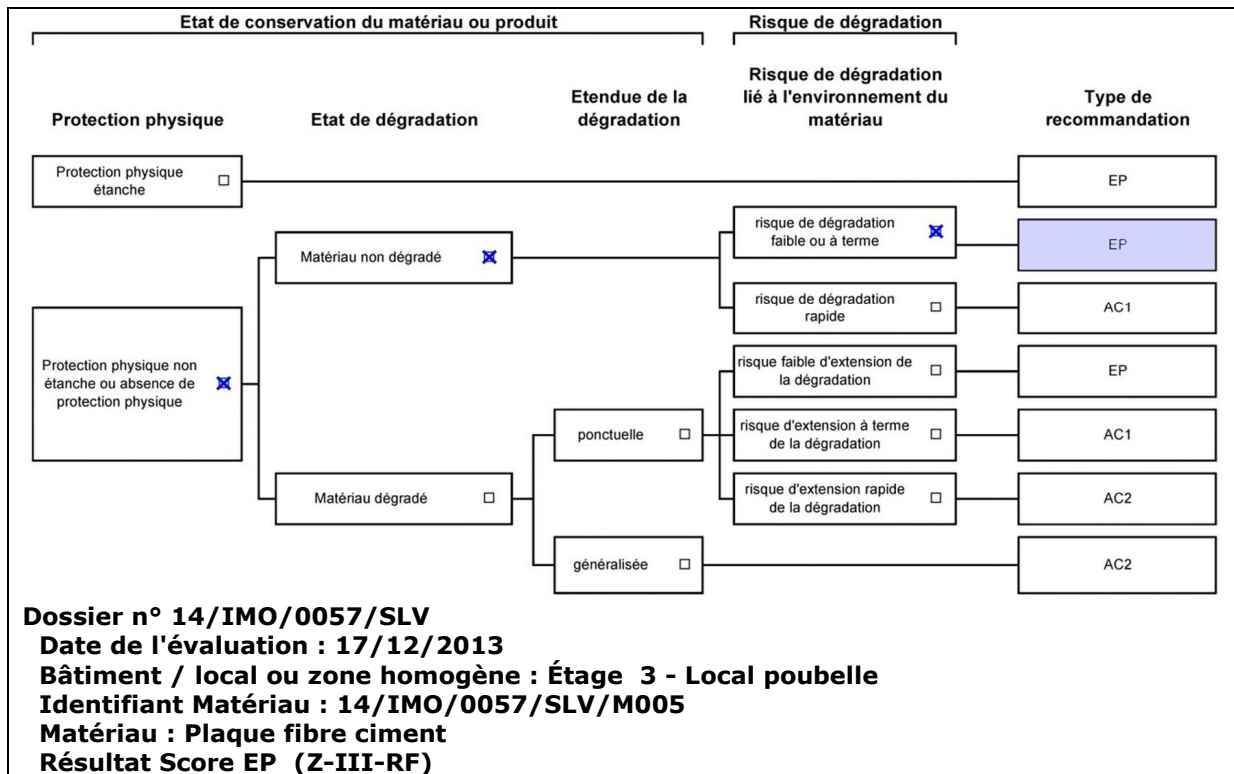 Etat de conservation du matériau ou produit
Risque de dégradation
Protection physique
Etat de dégradation
Etendue de la
dégradation
Risque de dégradation
lié à l'environnement du
matériau
Type de
recommandation
Protection physique
étanche
EP
risque de dégradation
faible ou à terme
EP
Matériau non dégradé
risque de dégradation
rapide
AC1
Protection physique non
étanche ou absence de
protection physique
risque faible d'extension de
la dégradation
EP
ponctuelle
risque d'extension à terme
de la dégradation
AC1
Matériau dégradé
risque d'extension rapide
de la dégradation
AC2
généralisée
AC2
Dossier n° 14/IMO/0057/SLV
Date de l'évaluation : 17/12/2013
Bâtiment / local ou zone homogène : Étage 3 - Local poubelle
Identifiant Matériau : 14/IMO/0057/SLV/M005
Matériau : Plaque fibre ciment
Résultat Score EP (Z-III-RF)